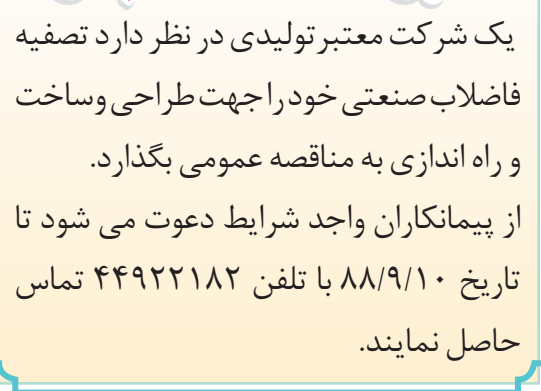 یک شرکت معتبر تولیدی در نظر دارد تصفیه
فاضلاب صنعتی خود را جهت طراحی وساخت
و راه اندازی به مناقصه عمومی بگذارد.
از پیمانکاران واجد شرایط دعوت می شود تا
تاریخ ۸۸/۹/۱۰ با تلفن ۴۴۹۲۲۱۸۲ تماس
حاصل نمایند.